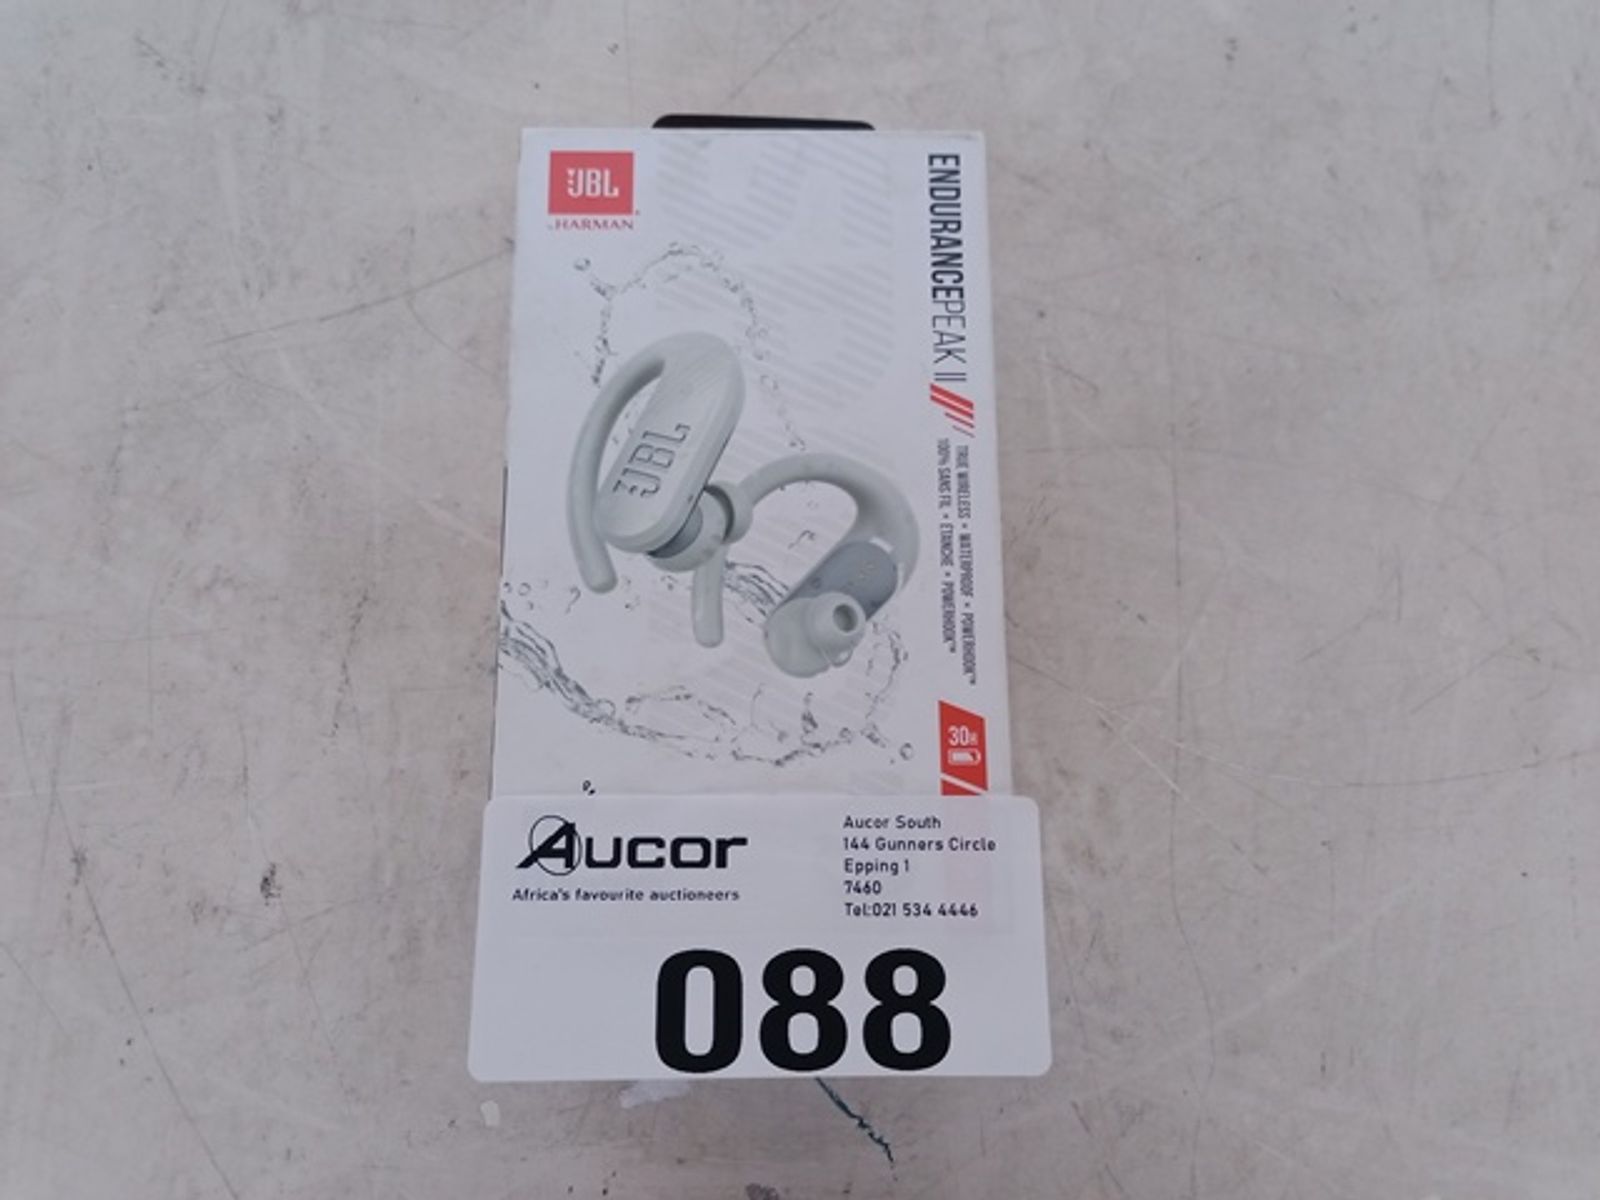 JBL
HARMAN
ENDURANCEPEAK II
TRUE WIRELESS • WATERPROOF • POWERHOOK™
100% SANS FIL • ÉTANCHE • POWERHOOK™
JBL
30H
Aucor
Africa's favourite auctioneers
Aucor South
144 Gunners Circle
Epping 1
7460
Tel:021 534 4446
088